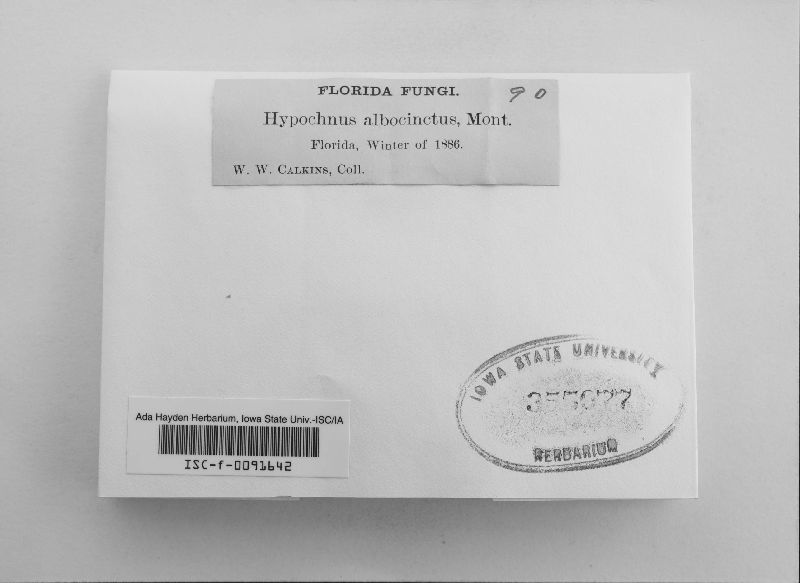 FLORIDA FUNGI. 90
Hypochnus albocinctus, Mont.
Florida, Winter of 1886.
W. W. CALKINS, Coll.
IOWA STATE UNIVERSITY
HERBARIUM
Ada Hayden Herbarium, Iowa State Univ.-ISC/IA
ISC-f-0091642